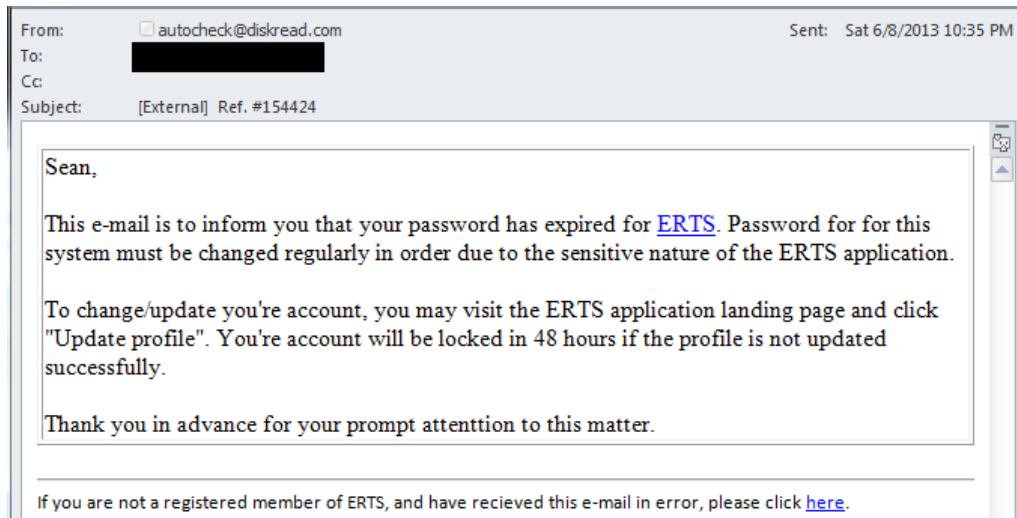 From: autocheck@diskread.com Sent: Sat 6/8/2013 10:35 PM
To:
Cc:
Subject: [External] Ref. #154424
Sean,
This e-mail is to inform you that your password has expired for ERTS. Password for for this
system must be changed regularly in order due to the sensitive nature of the ERTS application.
To change/update you're account, you may visit the ERTS application landing page and click
"Update profile". You're account will be locked in 48 hours if the profile is not updated
successfully.
Thank you in advance for your prompt attenttion to this matter.
If you are not a registered member of ERTS, and have recieved this e-mail in error, please click here.